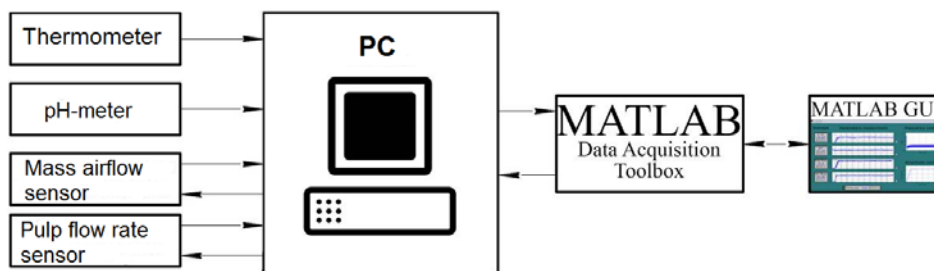 Thermometer
PC
pH-meter
MATLAB
Data Acquisition
Toolbox
MATLAB GU
Mass airflow
sensor
Pulp flow rate
sensor